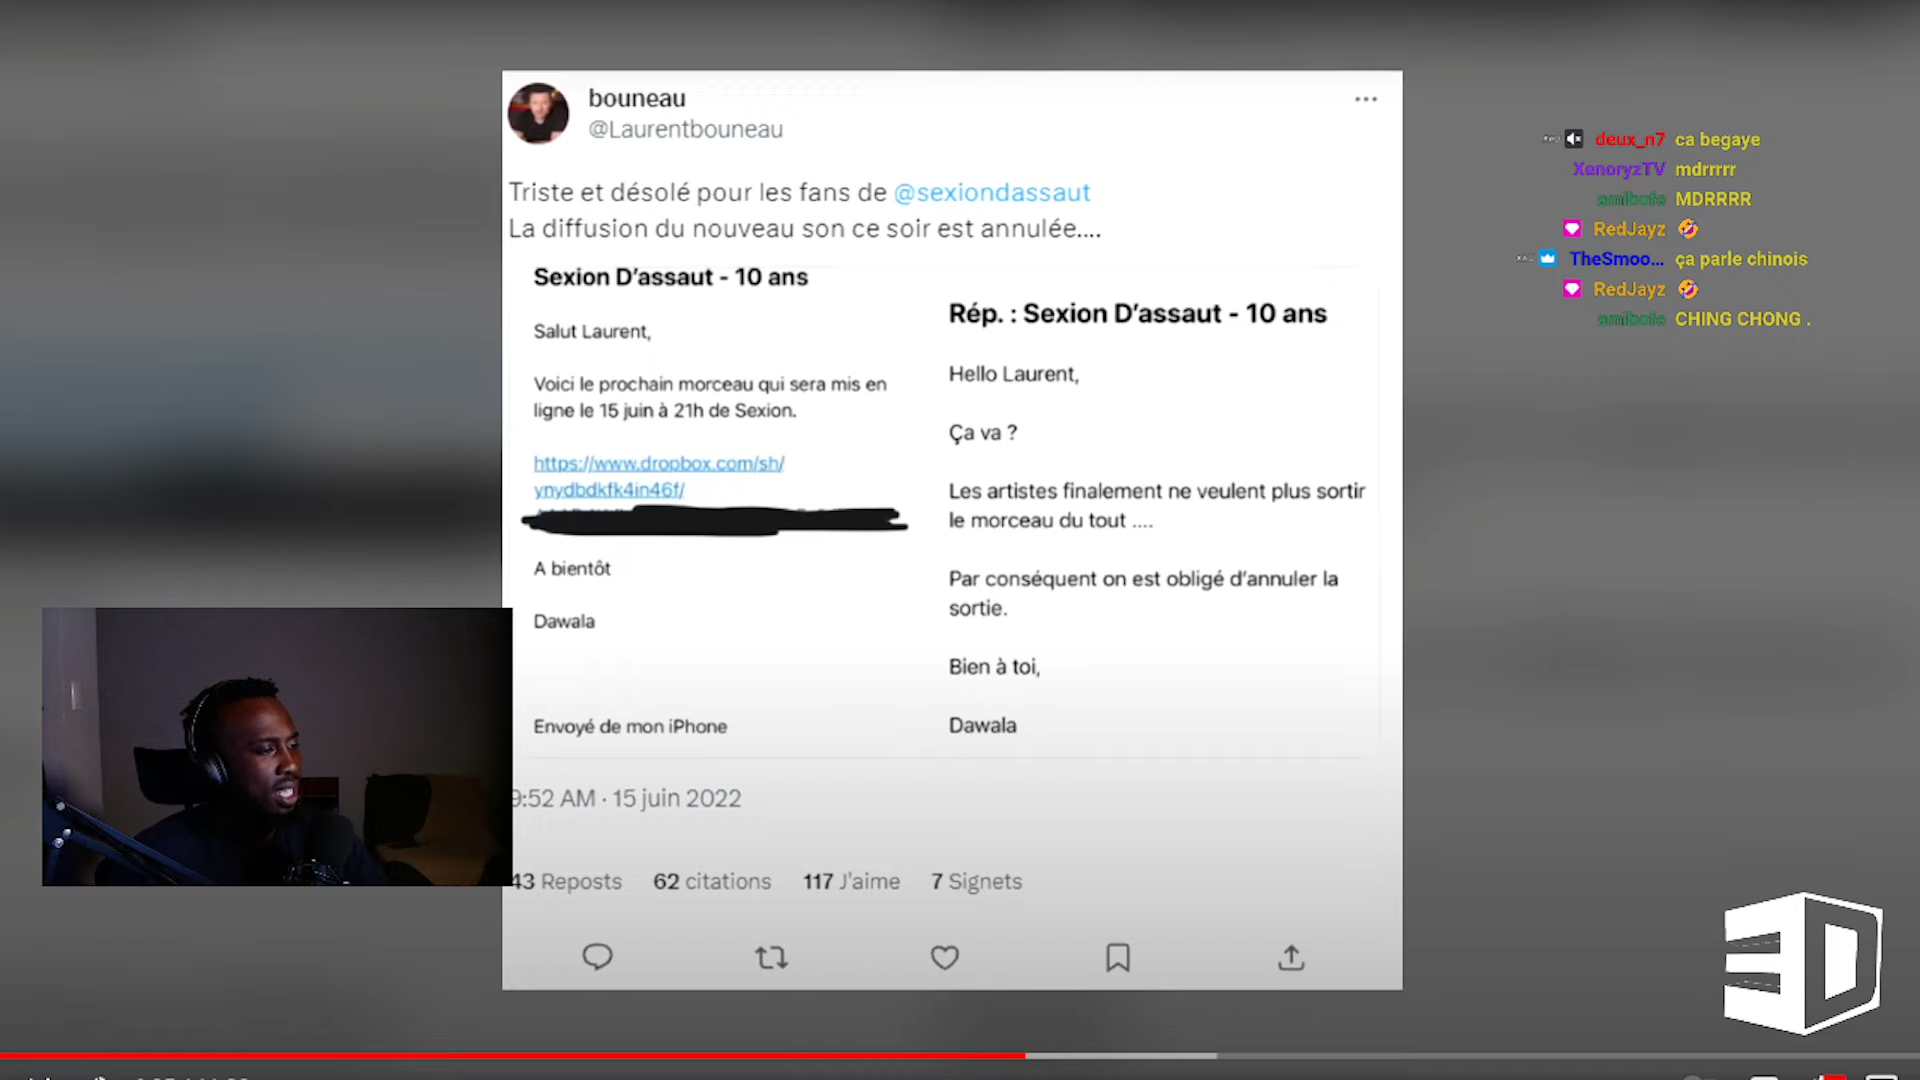 bouneau
@Laurentbouneau
Triste et désolé pour les fans de @sexiondassaut
La diffusion du nouveau son ce soir est annulée....
Sexion D'assaut - 10 ans
Salut Laurent,
Voici le prochain morceau qui sera mis en
ligne le 15 juin à 21h de Sexion.
https://www.dropbox.com/sh/
ynydbdkfk4in46f/
A bientôt
Dawala
Envoyé de mon iPhone
Rép. : Sexion D'assaut - 10 ans
Hello Laurent,
Ça va ?
Les artistes finalement ne veulent plus sortir
le morceau du tout ....
Par conséquent on est obligé d'annuler la
sortie.
Bien à toi,
Dawala
9:52 AM · 15 juin 2022
43 Reposts 62 citations 117 J'aime 7 Signets
deux_n7 ca begaye
XenoryzTV mdrrrrr
amibofe MDRRRR
RedJayz
TheSmoo... ça parle chinois
RedJayz
amibofe CHING CHONG .
3D